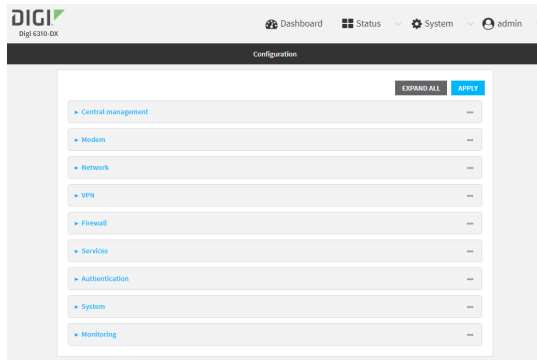 DIGI
Digi 6310-DX
Dashboard Status System admin
Configuration
EXPAND ALL APPLY
Central management
Modem
Network
VPN
Firewall
Services
Authentication
System
Monitoring